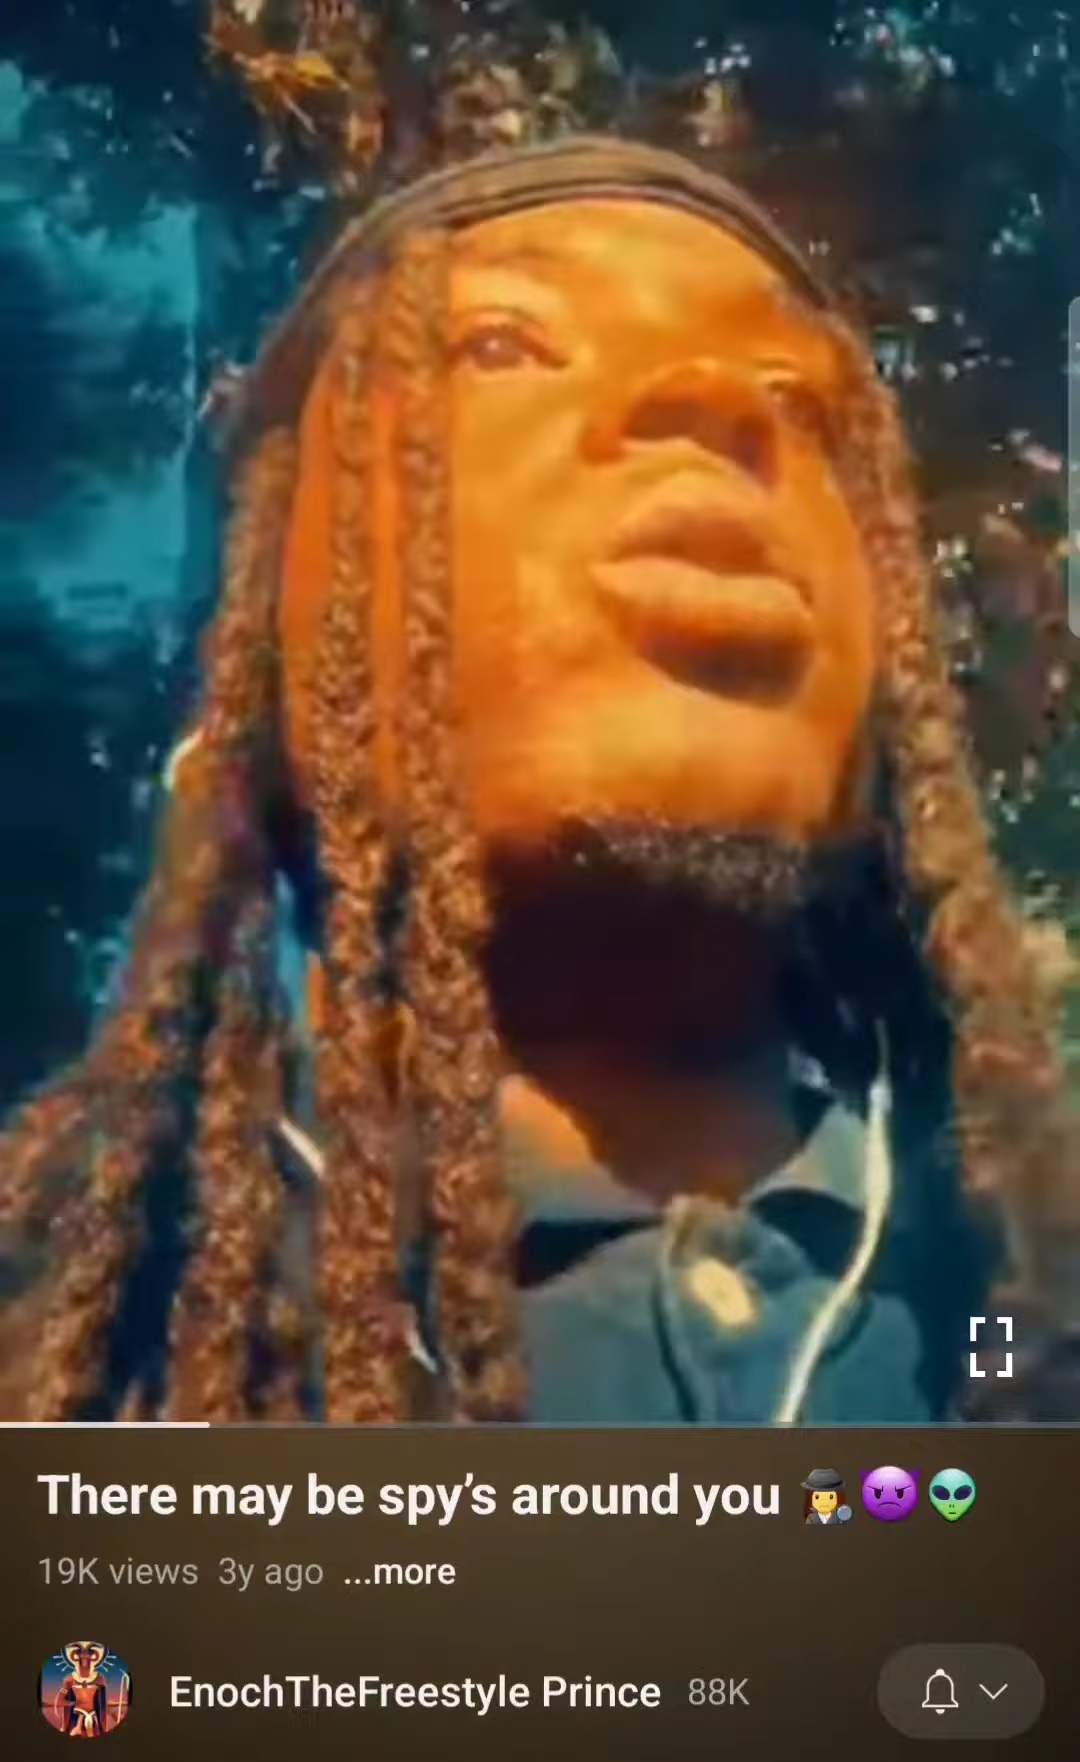 There may be spy’s around you 🕵️‍♀️👿👽
19K views 3y ago ...more
EnochTheFreestyle Prince 88K